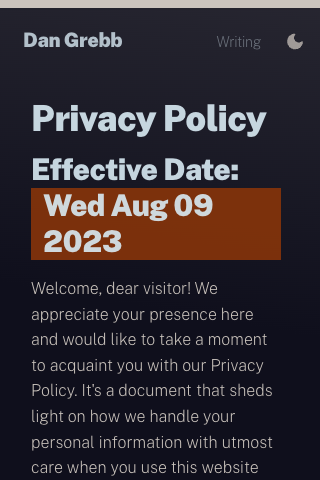 Dan Grebb
Writing
Privacy Policy
Effective Date:
Wed Aug 09
2023
Welcome, dear visitor! We
appreciate your presence here
and would like to take a moment
to acquaint you with our Privacy
Policy. It's a document that sheds
light on how we handle your
personal information with utmost
care when you use this website